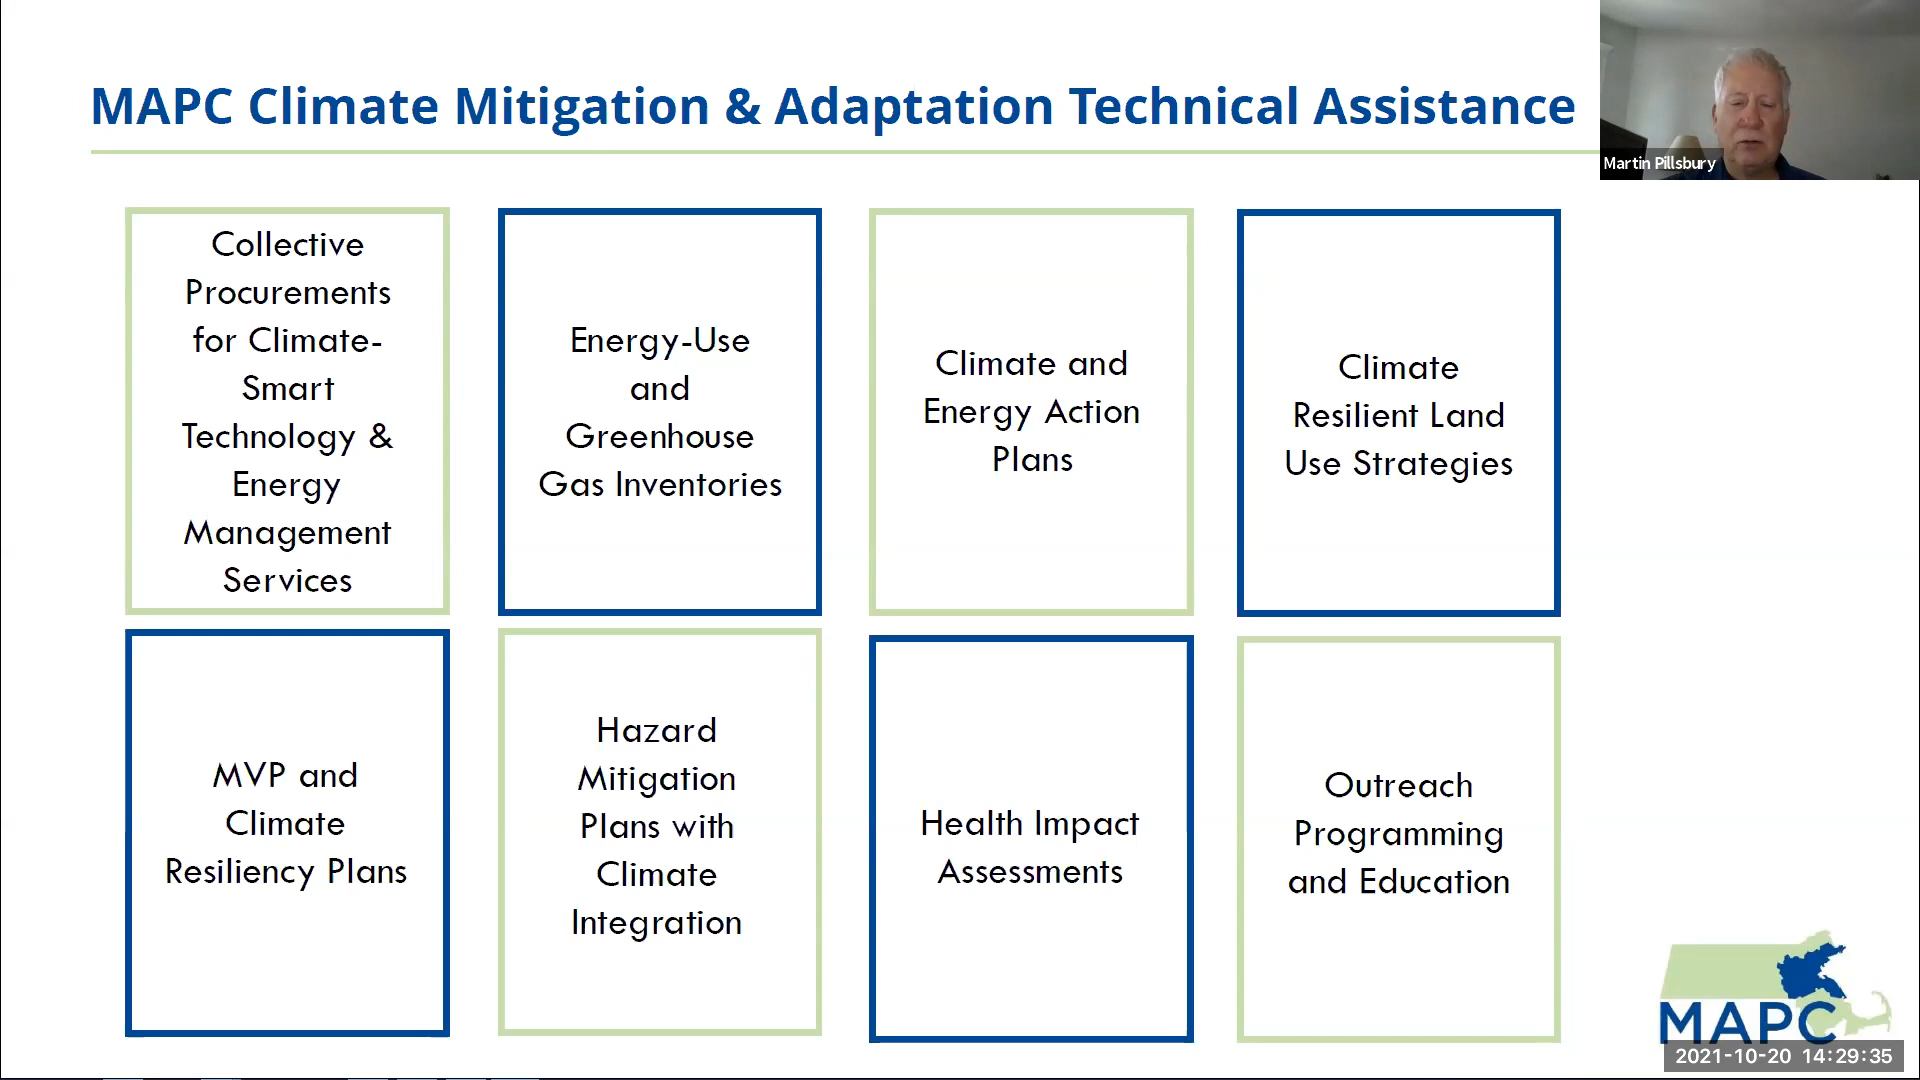 MAPC Climate Mitigation & Adaptation Technical Assistance
Martin Pillsbury
Collective
Procurements
for Climate-
Smart
Technology &
Energy
Management
Services
Energy-Use
and
Greenhouse
Gas Inventories
Climate and
Energy Action
Plans
Climate
Resilient Land
Use Strategies
MVP and
Climate
Resiliency Plans
Hazard
Mitigation
Plans with
Climate
Integration
Health Impact
Assessments
Outreach
Programming
and Education
MAPC
2021-10-20 14:29:35